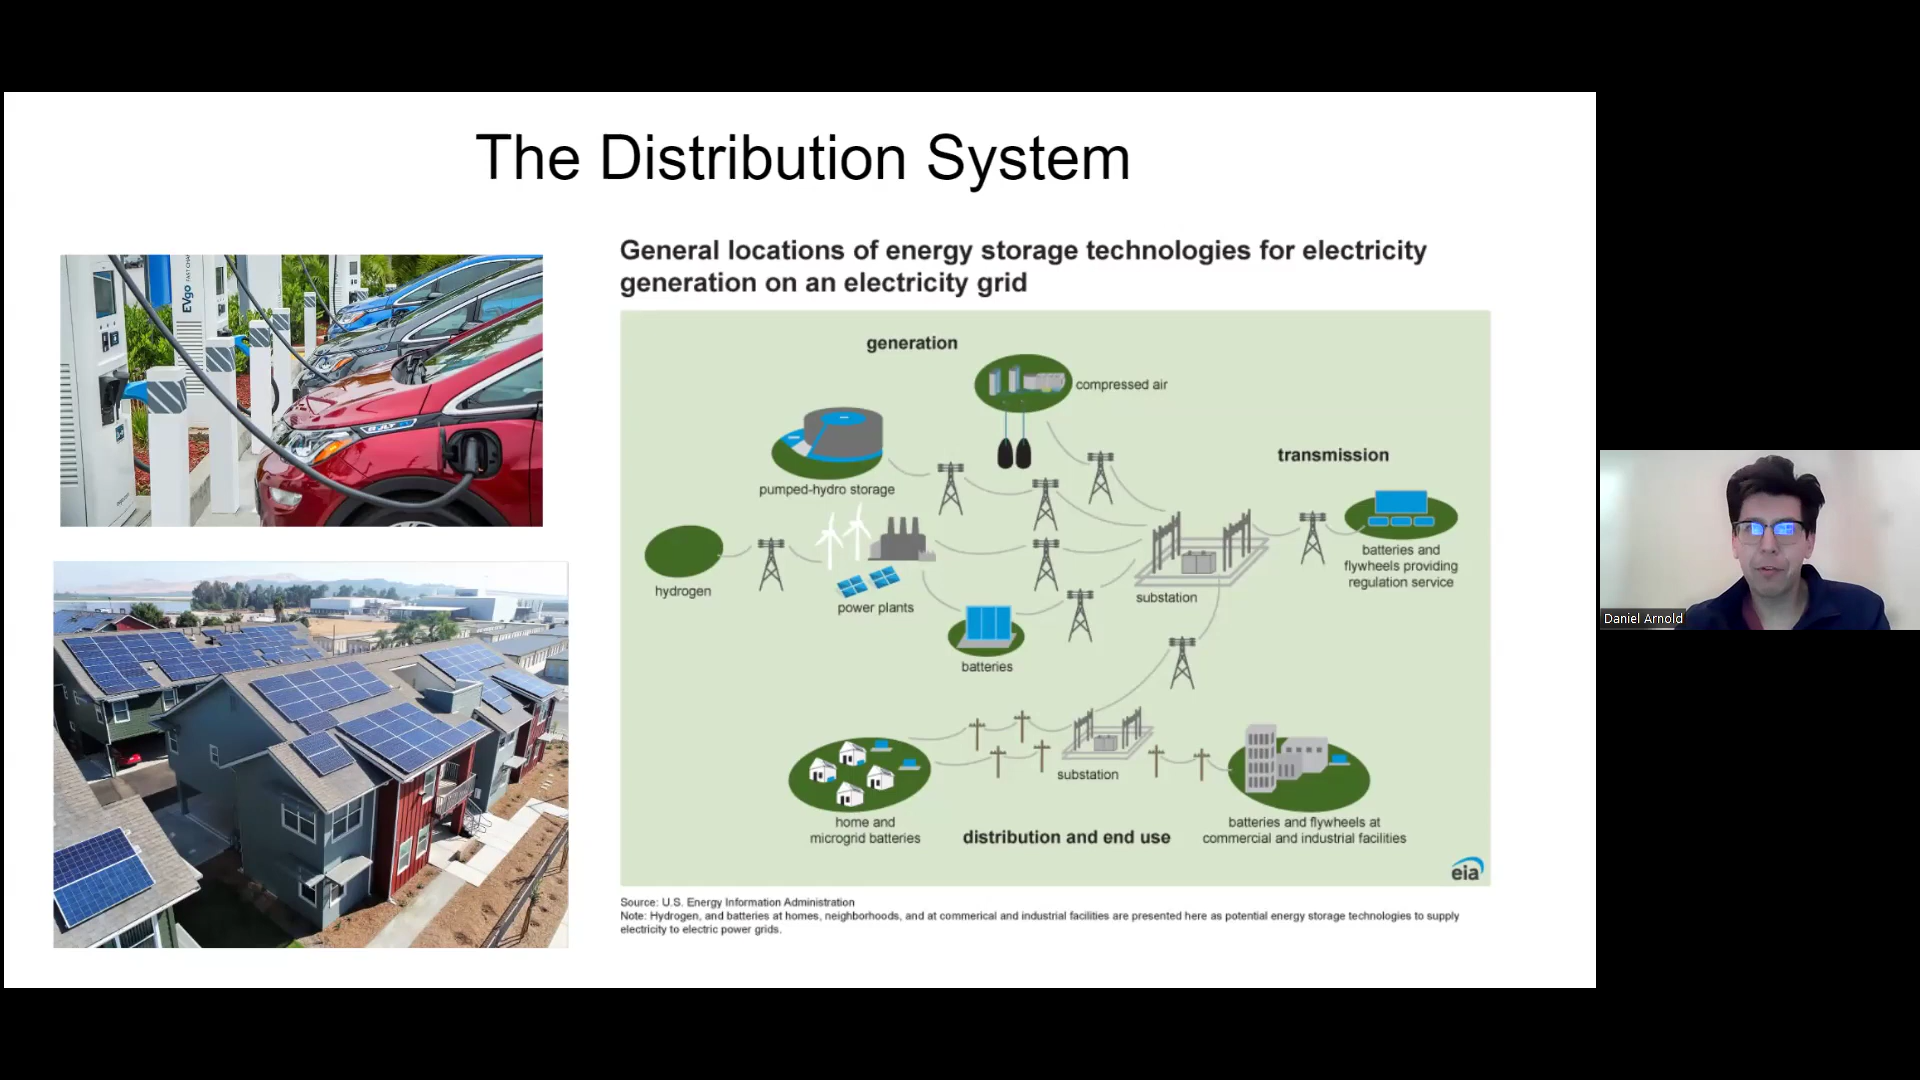 The Distribution System
EVgo FAST CHA
General locations of energy storage technologies for electricity
generation on an electricity grid
generation
compressed air
transmission
pumped-hydro storage
batteries and
flywheels providing
regulation service
hydrogen
power plants
substation
batteries
substation
home and
microgrid batteries
distribution and end use
batteries and flywheels at
commercial and industrial facilities
eia
Source: U.S. Energy Information Administration
Note: Hydrogen, and batteries at homes, neighborhoods, and at commerical and industrial facilities are presented here as potential energy storage technologies to supply
electricity to electric power grids.
Daniel Arnold